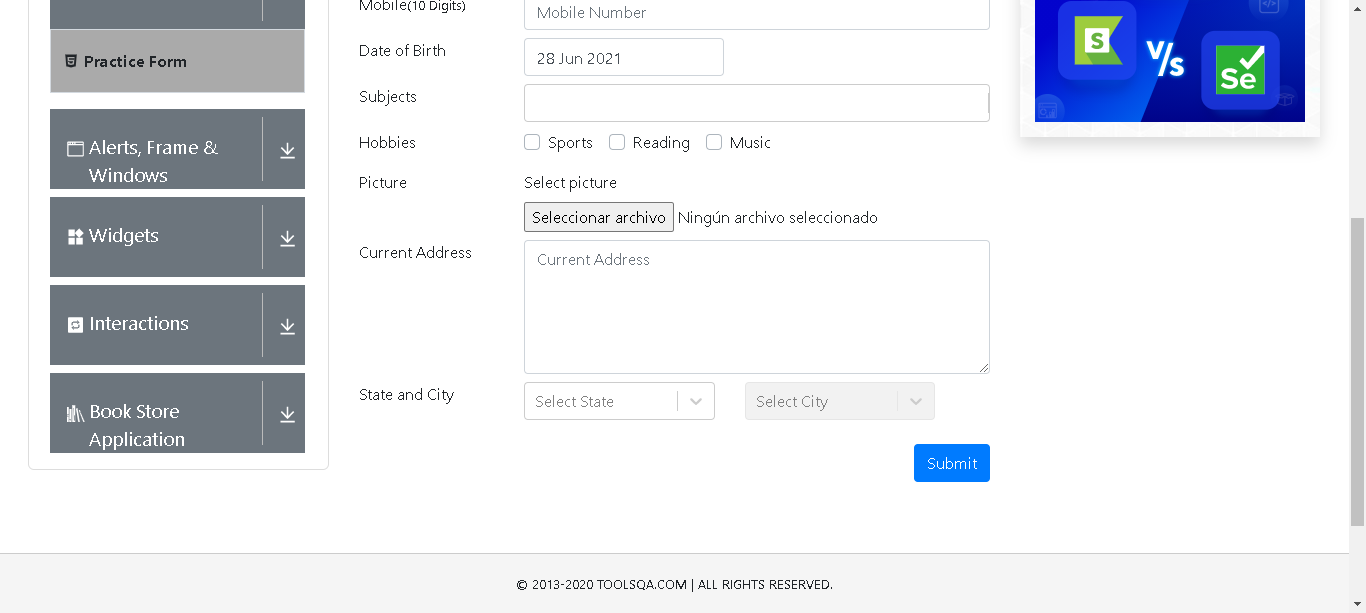 Mobile(10 Digits)
Mobile Number
Practice Form
Date of Birth
28 Jun 2021
Subjects
Alerts, Frame &
Windows
Hobbies
Sports
Reading
Music
Picture
Select picture
Seleccionar archivo Ningún archivo seleccionado
Widgets
Current Address
Current Address
Interactions
State and City
Select State
Select City
Book Store
Application
Submit
S
V/s
Se
© 2013-2020 TOOLSQA.COM | ALL RIGHTS RESERVED.